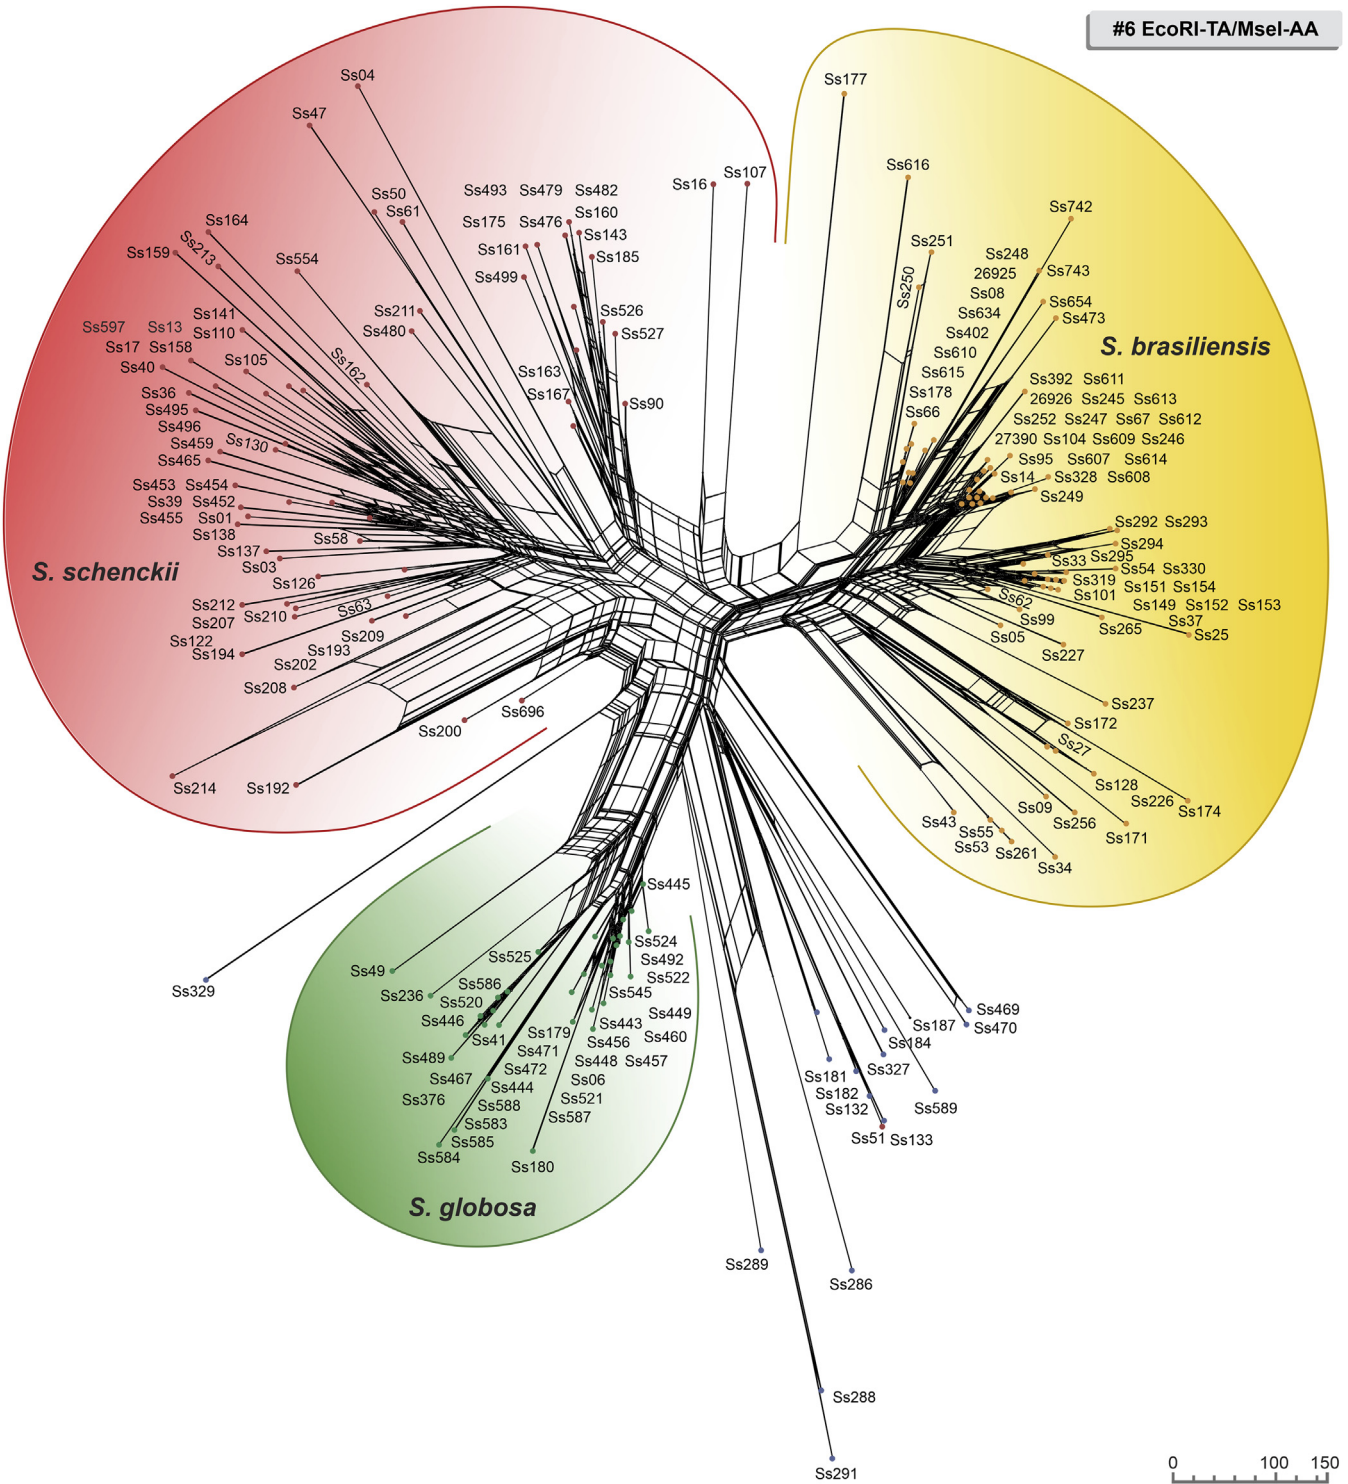 #6 EcoRI-TA/MseI-AA
Ss04
Ss47
Ss50
Ss61
Ss493 Ss479 Ss482
Ss175 Ss476 Ss160
Ss161 Ss143
Ss499 Ss185
Ss16
Ss107
Ss164
Ss159
Ss213
Ss554
Ss211
Ss480
Ss526
Ss527
Ss163
Ss167
Ss90
Ss141
Ss597 Ss13 Ss110
Ss17 Ss158
Ss40
Ss105
Ss162
Ss36
Ss495
Ss496
Ss459
Ss130
Ss465
Ss453 Ss454
Ss39 Ss452
Ss455 Ss01
Ss138
Ss58
Ss137
Ss03
Ss126
S. schenckii
Ss212
Ss207
Ss210
Ss63
Ss209
Ss122
Ss194
Ss193
Ss202
Ss208
Ss696
Ss200
Ss214
Ss192
Ss177
Ss616
Ss251
Ss250
Ss742
Ss248
26925
Ss743
Ss08
Ss654
Ss634
Ss473
Ss402
Ss610
Ss615
Ss178
Ss66
S. brasiliensis
Ss392 Ss611
26926 Ss245 Ss613
Ss252 Ss247 Ss67 Ss612
27390 Ss104 Ss609 Ss246
Ss95 Ss607 Ss614
Ss14 Ss328 Ss608
Ss249
Ss292 Ss293
Ss294
Ss33 Ss295
Ss54 Ss330
Ss319
Ss151 Ss154
Ss101
Ss62
Ss149 Ss152 Ss153
Ss99
Ss37
Ss05
Ss265
Ss25
Ss227
Ss237
Ss172
Ss27
Ss128
Ss226
Ss174
Ss09
Ss256
Ss171
Ss43
Ss55
Ss53
Ss261
Ss34
Ss329
Ss445
Ss49
Ss525
Ss524
Ss492
Ss236
Ss586
Ss522
Ss520
Ss545
Ss446
Ss449
Ss41
Ss179
Ss443
Ss456
Ss460
Ss489
Ss471
Ss448 Ss457
Ss467
Ss472
Ss06
Ss376
Ss444
Ss521
Ss588
Ss587
Ss583
Ss585
Ss584
Ss180
S. globosa
Ss469
Ss470
Ss187
Ss184
Ss327
Ss181
Ss182
Ss132
Ss589
Ss51 Ss133
Ss289
Ss286
Ss288
Ss291
0 100 150